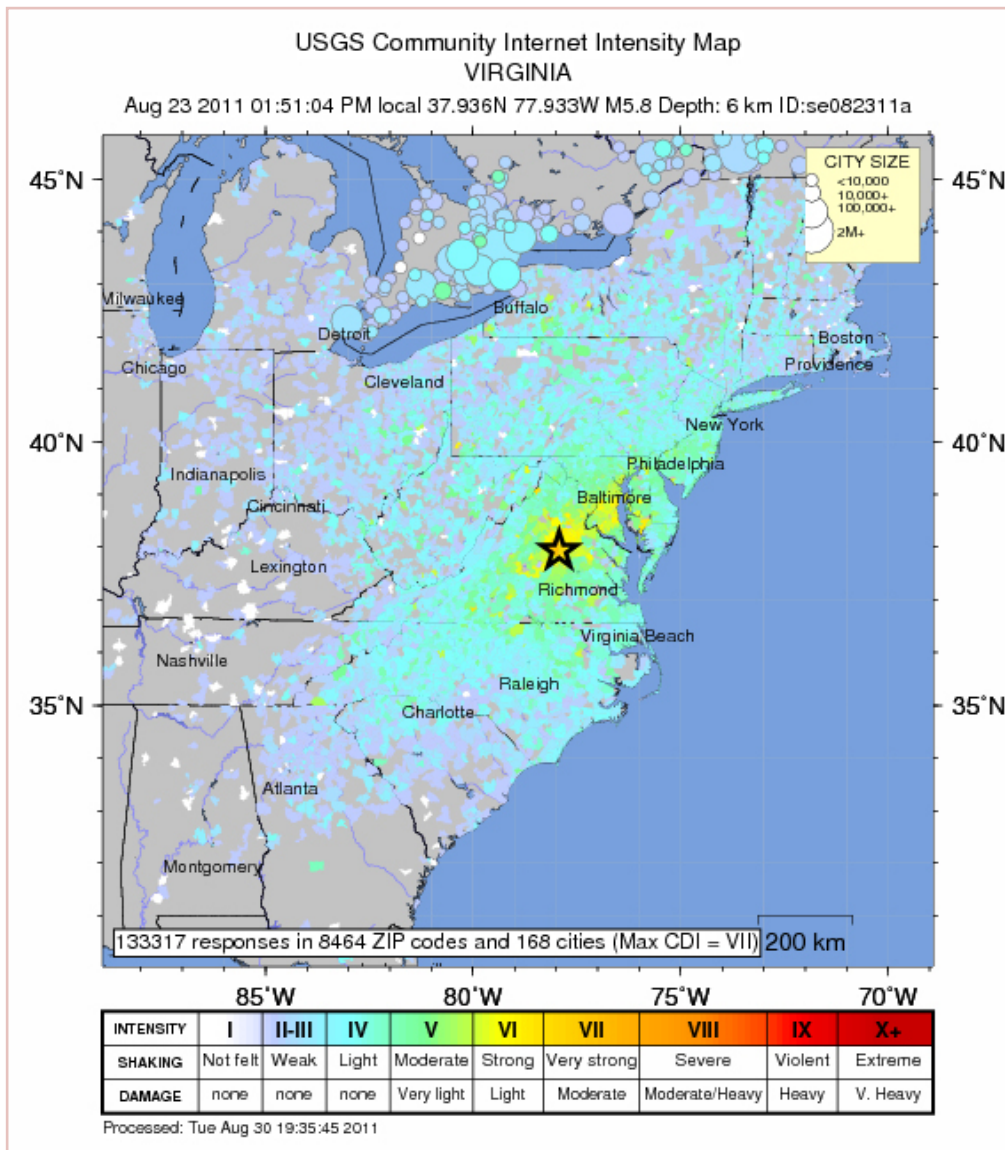 USGS Community Internet Intensity Map
VIRGINIA
Aug 23 2011 01:51:04 PM local 37.936N 77.933W M5.8 Depth: 6 km ID:se082311a
CITY SIZE
<10,000
10,000+
100,000+
2M+
45°N 45°N
Milwaukee
Buffalo
Detroit
Boston
Chicago
Providence
Cleveland
New York
40°N 40°N
Philadelphia
Indianapolis
Baltimore
Cincinnati
Lexington
Richmond
Virginia Beach
Nashville
Raleigh
35°N 35°N
Charlotte
Atlanta
Montgomery
133317 responses in 8464 ZIP codes and 168 cities (Max CDI = VII) 200 km
85°W 80°W 75°W 70°W
INTENSITY I II-III IV V VI VII VIII IX X+
SHAKING Not felt Weak Light Moderate Strong Very strong Severe Violent Extreme
DAMAGE none none none Very light Light Moderate Moderate/Heavy Heavy V. Heavy
Processed: Tue Aug 30 19:35:45 2011